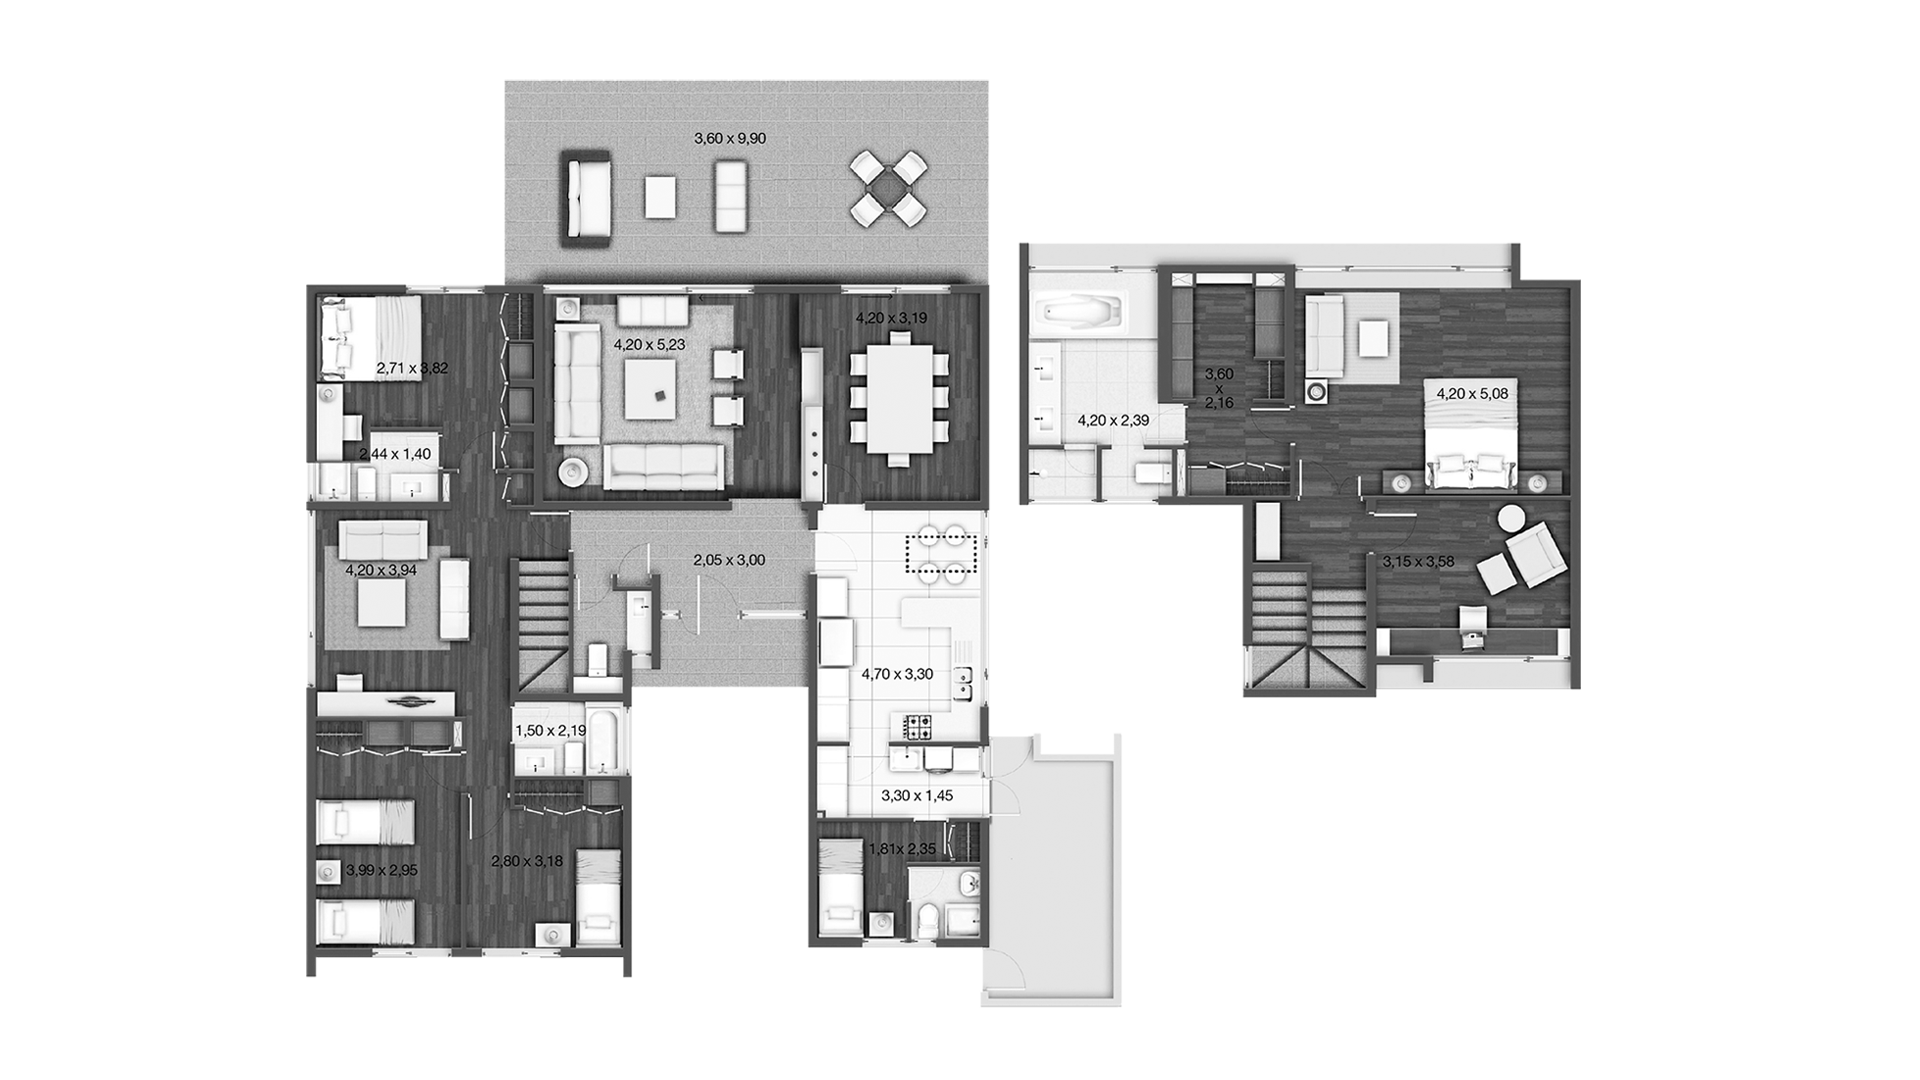 3,60 x 9,90
4,20 x 3,19
4,20 x 5,23
2,71 x 3,82
2,44 x 1,40
4,20 x 3,94
2,05 x 3,00
4,70 x 3,30
1,50 x 2,19
3,30 x 1,45
1,81x 2,35
2,80 x 3,18
3,99 x 2,95
3,60
x
2,16
4,20 x 5,08
4,20 x 2,39
3,15 x 3,58